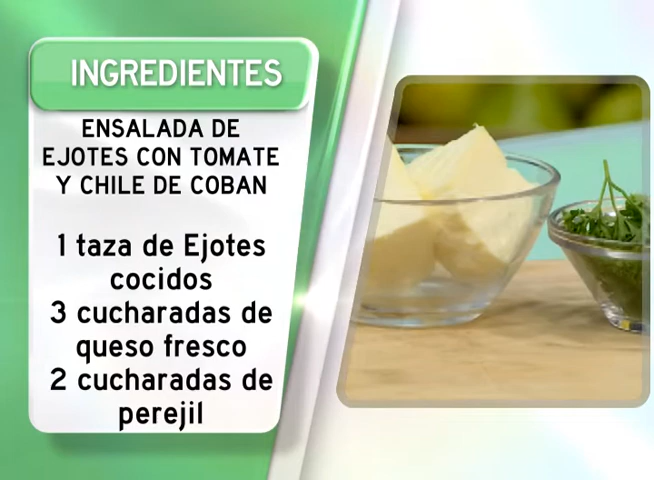 INGREDIENTES
ENSALADA DE
EJOTES CON TOMATE
Y CHILE DE COBAN
1 taza de Ejotes
cocidos
3 cucharadas de
queso fresco
2 cucharadas de
perejil